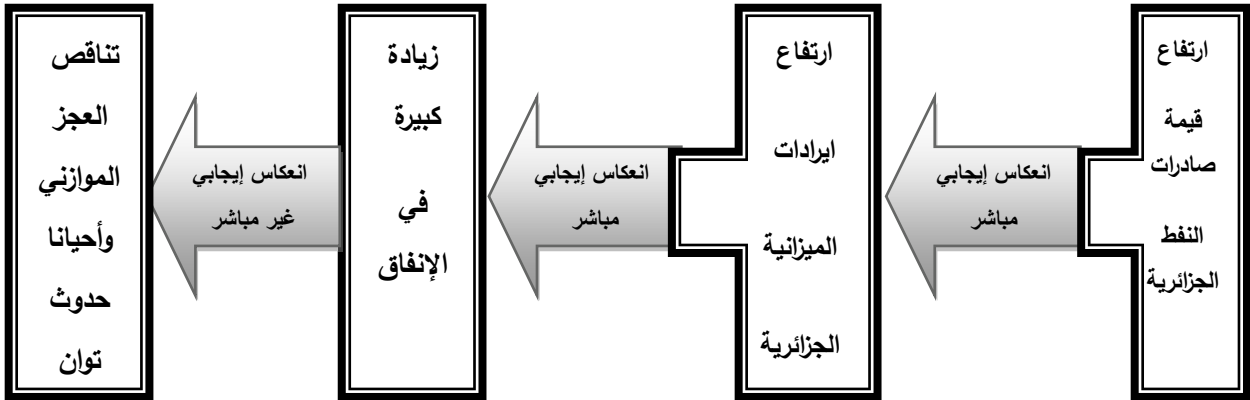 ارتفاع
قيمة
صادرات
النفط
الجزائرية
انعكاس إيجابي
مباشر
ارتفاع
ايرادات
الميزانية
الجزائرية
انعكاس إيجابي
مباشر
زيادة
كبيرة
في
الإنفاق
انعكاس إيجابي
غير مباشر
تناقص
العجز
الموازني
وأحيانا
حدوث
توان